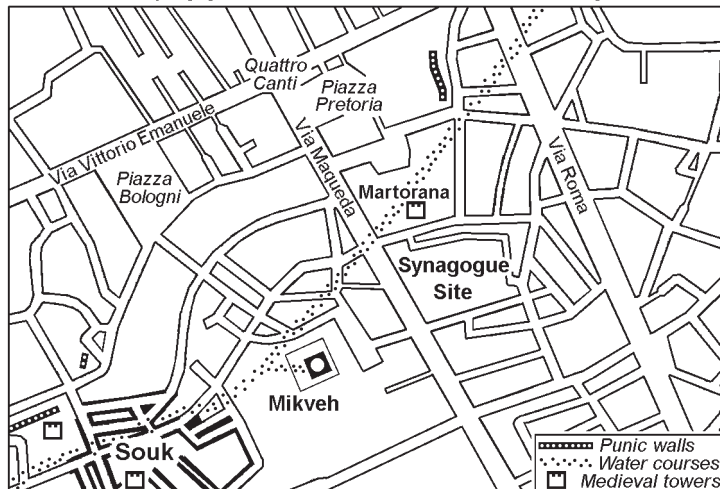 Quattro
Canti
Piazza
Pretoria
Via Vittorio Emanuele
Via Maqueda
Piazza
Bologni
Martorana
Via Roma
Synagogue
Site
Mikveh
Souk
Punic walls
Water courses
Medieval towers